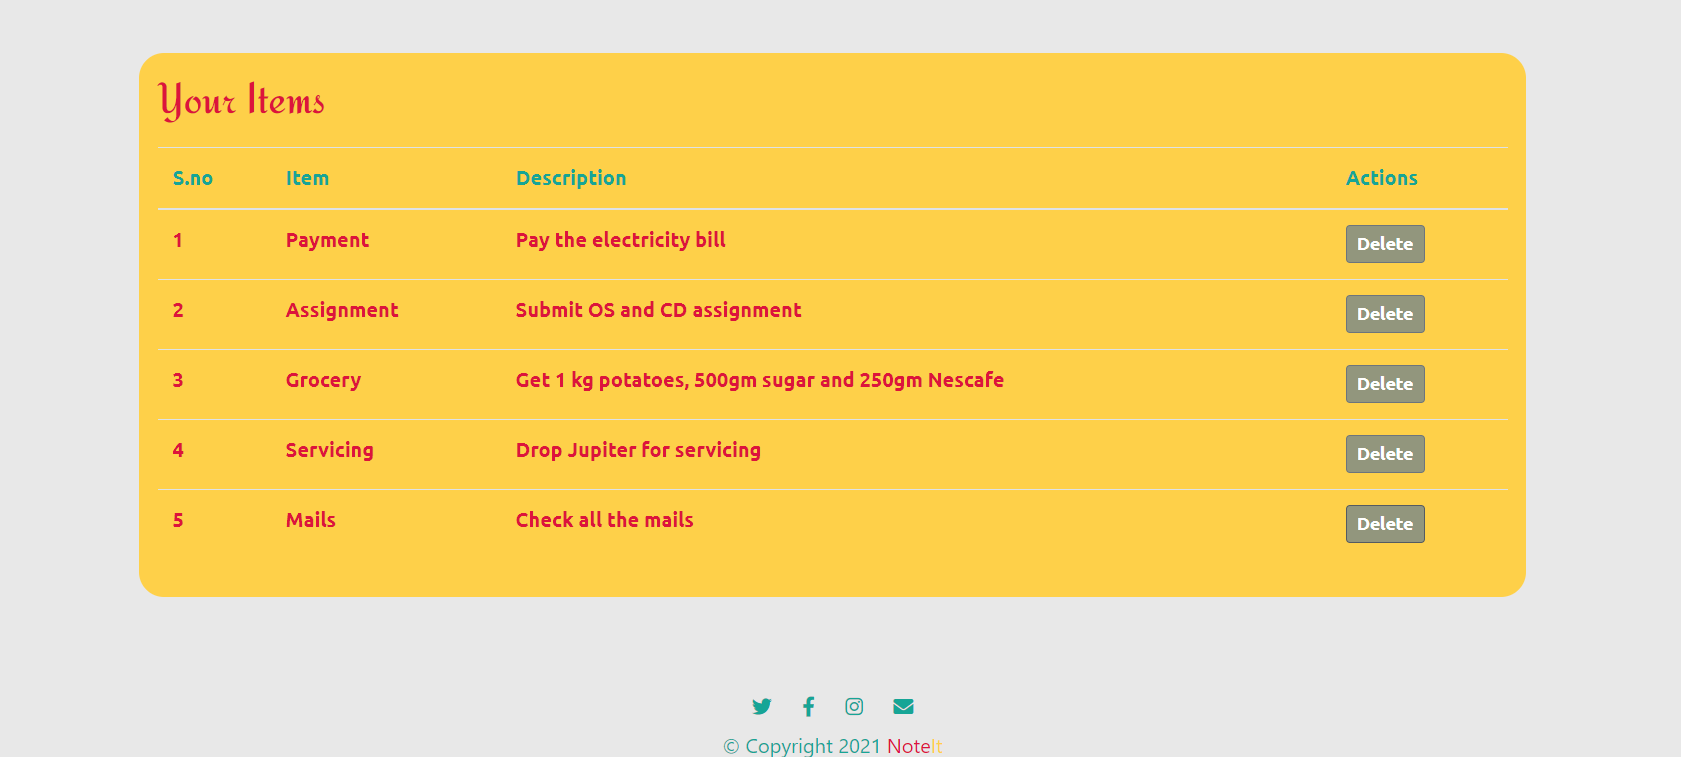 Your Items
S.no Item Description Actions
1 Payment Pay the electricity bill Delete
2 Assignment Submit OS and CD assignment Delete
3 Grocery Get 1 kg potatoes, 500gm sugar and 250gm Nescafe Delete
4 Servicing Drop Jupiter for servicing Delete
5 Mails Check all the mails Delete
© Copyright 2021 NoteIt